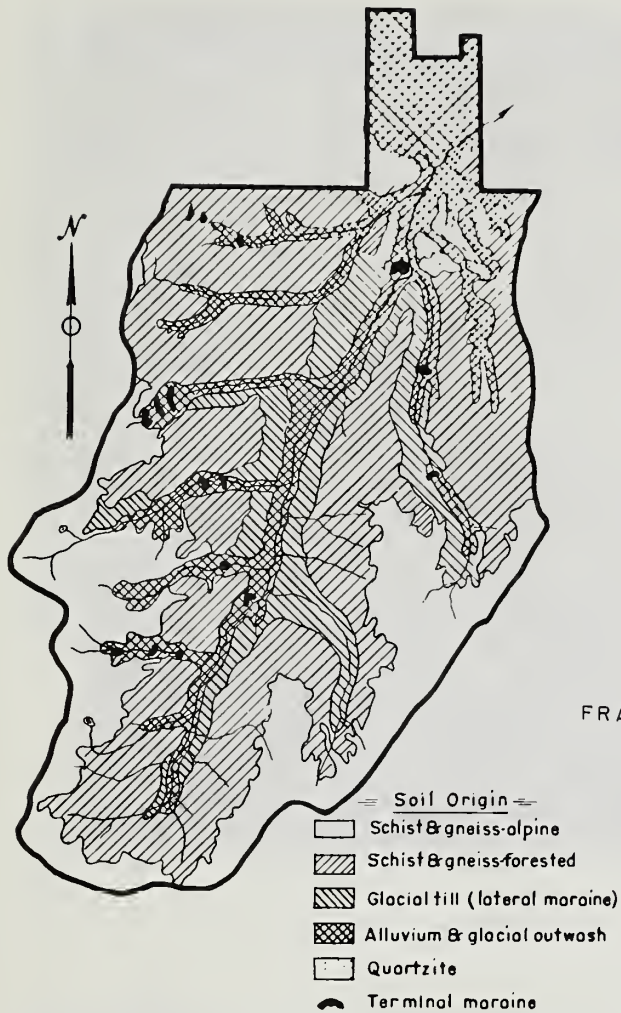 N
FRA
Soil Origin
Schist & gneiss-alpine
Schist & gneiss-forested
Glacial till (lateral moraine)
Alluvium & glacial outwash
Quartzite
Terminal moraine